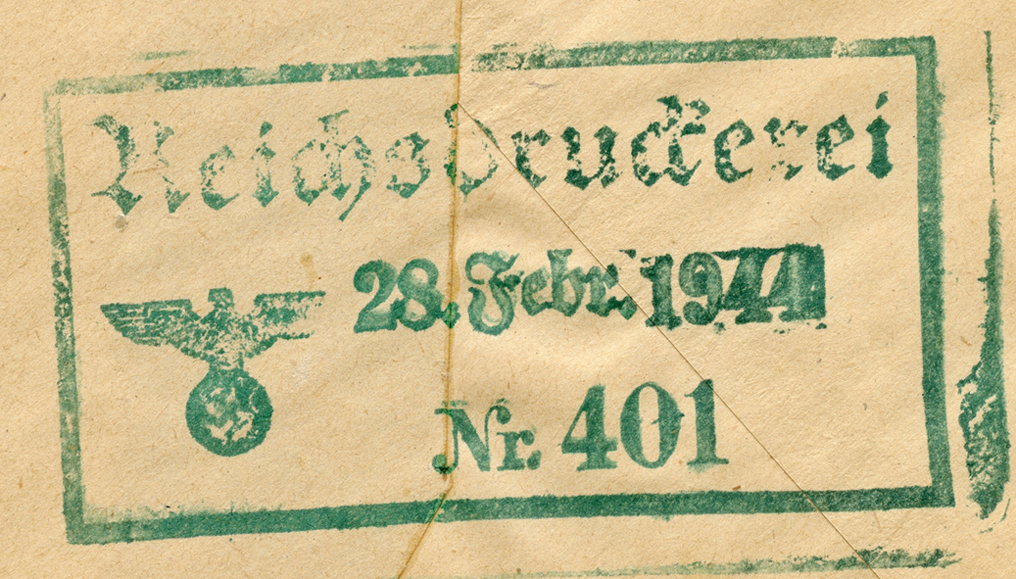 Reichsdruckerei
28. Febr. 1944
Nr. 401